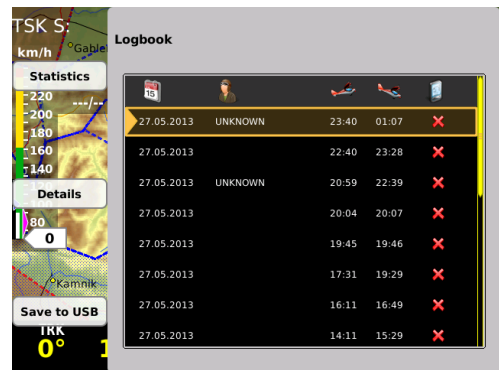 TSK S:
km/h
Logbook
Statistics
220
--/--
200
180
160
140
Details
80
0
Kamnik
Save to USB
TRK
0° 1
15
27.05.2013 UNKNOWN 23:40 01:07
27.05.2013 22:40 23:28
27.05.2013 UNKNOWN 20:59 22:39
27.05.2013 20:04 20:07
27.05.2013 19:45 19:46
27.05.2013 17:31 19:29
27.05.2013 16:11 16:49
27.05.2013 14:11 15:29